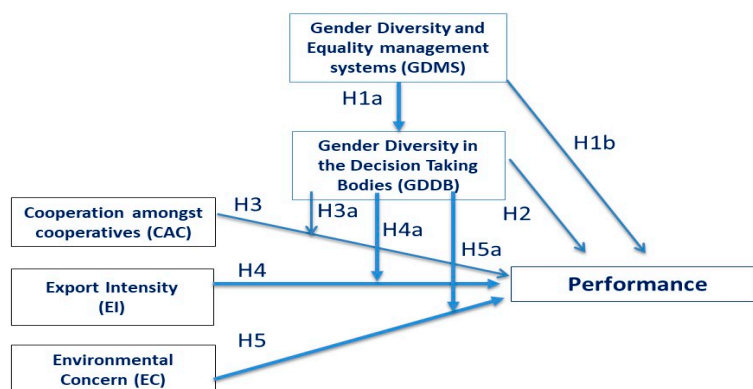 Gender Diversity and
Equality management
systems (GDMS)
H1a
H1b
Gender Diversity in
the Decision Taking
Bodies (GDDB)
H2
H3
H3a
Cooperation amongst
cooperatives (CAC)
H4a
H5a
H4
Export Intensity
(EI)
Performance
H5
Environmental
Concern (EC)